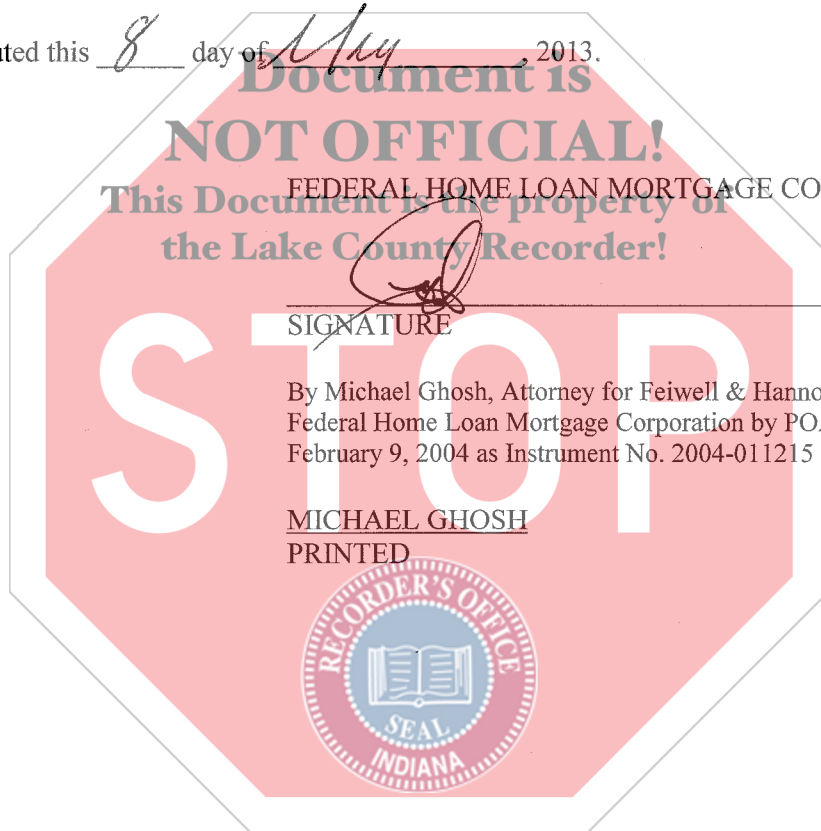 ted this 8 day of May, 2013.
Document is
NOT OFFICIAL!
FEDERAL HOME LOAN MORTGAGE CO
This Document is the property of
the Lake County Recorder!
SIGNATURE
STOP
By Michael Ghosh, Attorney for Feiwell & Hanno
Federal Home Loan Mortgage Corporation by PO
February 9, 2004 as Instrument No. 2004-011215
MICHAEL GHOSH
PRINTED
RECORDER'S OFFICE
SEAL
INDIANA